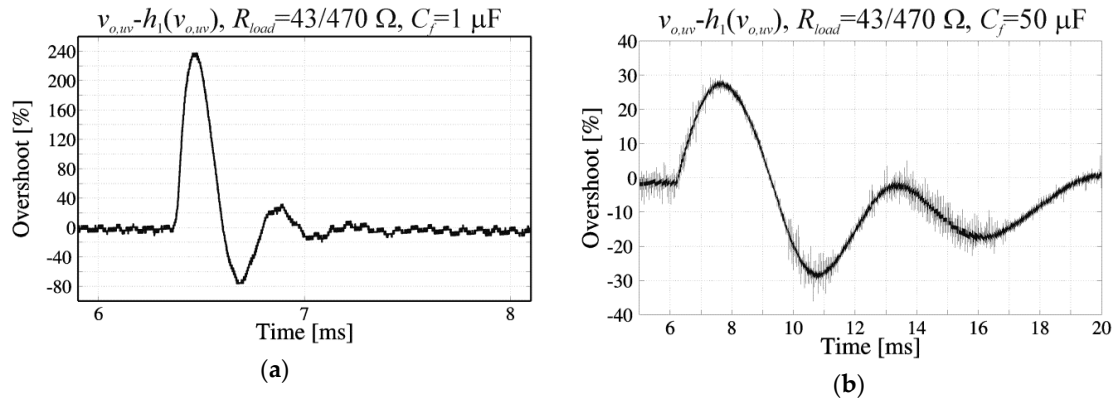 v_{o,uv}-h_1(v_{o,uv}), R_{load}=43/470 Ω, C_f=1 μF
240
200
160
120
80
40
0
-40
-80
Overshoot [%]
6 7 8
Time [ms]
(a)
v_{o,uv}-h_1(v_{o,uv}), R_{load}=43/470 Ω, C_f=50 μF
40
30
20
10
0
-10
-20
-30
-40
Overshoot [%]
6 8 10 12 14 16 18 20
Time [ms]
(b)